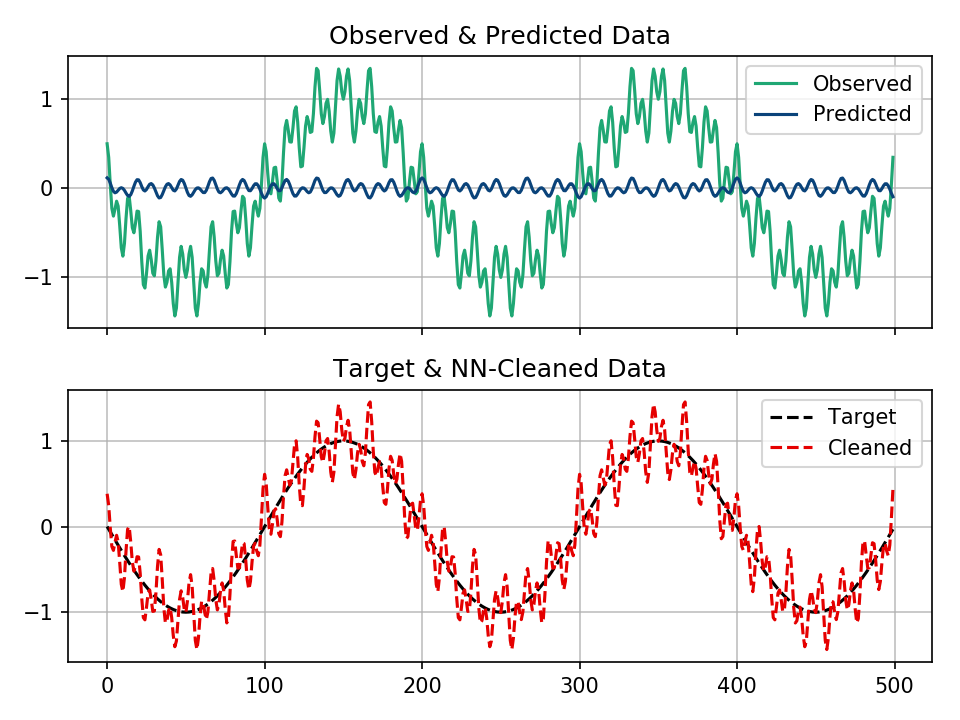 Observed & Predicted Data
Observed
Predicted
1
0
−1
Target & NN-Cleaned Data
Target
Cleaned
1
0
−1
0 100 200 300 400 500